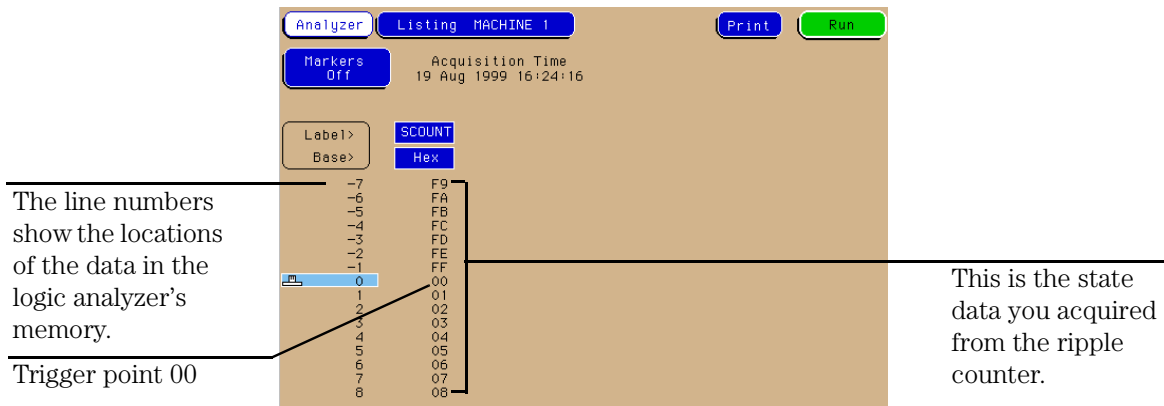 Analyzer Listing MACHINE 1 Print Run
Markers Off
Acquisition Time
19 Aug 1999 16:24:16
Label> SCOUNT
Base> Hex
-7 F9
-6 FA
-5 FB
-4 FC
-3 FD
-2 FE
-1 FF
0 00
1 01
2 02
3 03
4 04
5 05
6 06
7 07
8 08
The line numbers
show the locations
of the data in the
logic analyzer's
memory.
Trigger point 00
This is the state
data you acquired
from the ripple
counter.